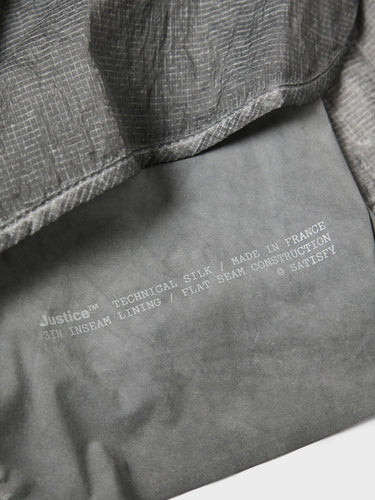 Justice™ TECHNICAL SILK / MADE IN FRANCE
3IN INSEAM LINING / FLAT SEAM CONSTRUCTION
© SATISFY